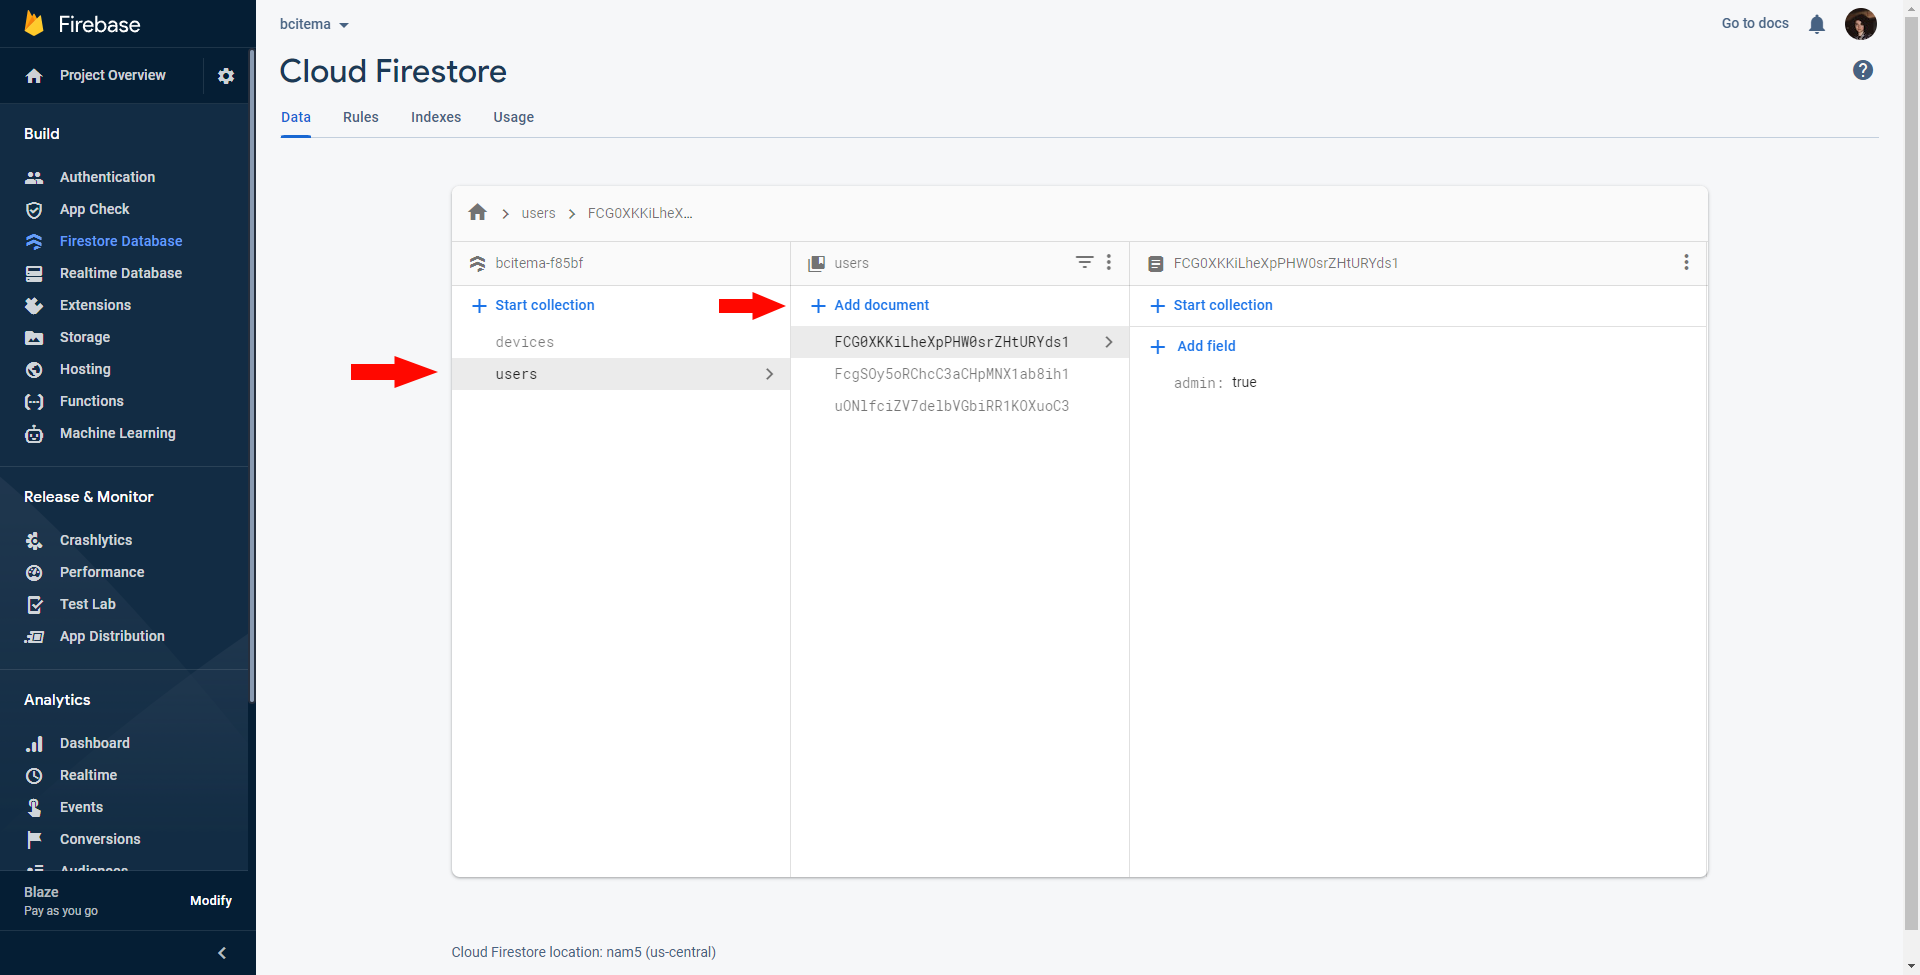 Firebase
Project Overview
Build
Authentication
App Check
Firestore Database
Realtime Database
Extensions
Storage
Hosting
Functions
Machine Learning
Release & Monitor
Crashlytics
Performance
Test Lab
App Distribution
Analytics
Dashboard
Realtime
Events
Conversions
Audiences
Blaze
Pay as you go
Modify
bcitema
Go to docs
Cloud Firestore
Data Rules Indexes Usage
users FCG0XKKiLheX...
bcitema-f85bf
Start collection
devices
users
users
Add document
FCG0XKKiLheXpPHW0srZHtURYds1
FcgSOy5oRChcC3aCHpMNX1ab8ih1
uONlfciZV7delbVGbiRR1KOXuoC3
FCG0XKKiLheXpPHW0srZHtURYds1
Start collection
Add field
admin: true
Cloud Firestore location: nam5 (us-central)